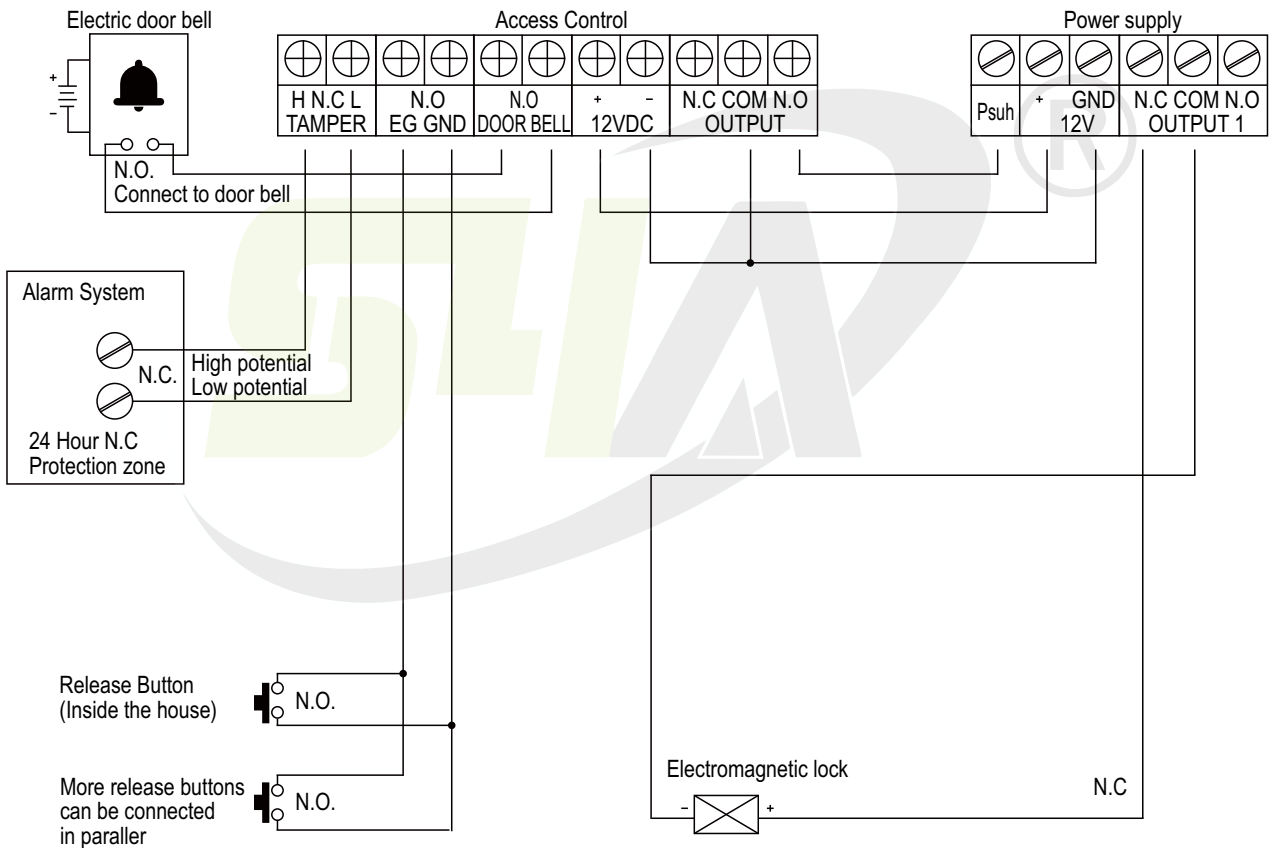 Electric door bell
Access Control
Power supply
H N.C L
TAMPER
N.O
EG GND
N.O
DOOR BELL
+ −
12VDC
N.C COM N.O
OUTPUT
Psuh
+ GND
12V
N.C COM N.O
OUTPUT 1
®
+
−
N.O.
Connect to door bell
S4A
Alarm System
N.C.
High potential
Low potential
24 Hour N.C
Protection zone
Release Button
(Inside the house)
N.O.
More release buttons
can be connected
in paraller
N.O.
Electromagnetic lock
− +
N.C